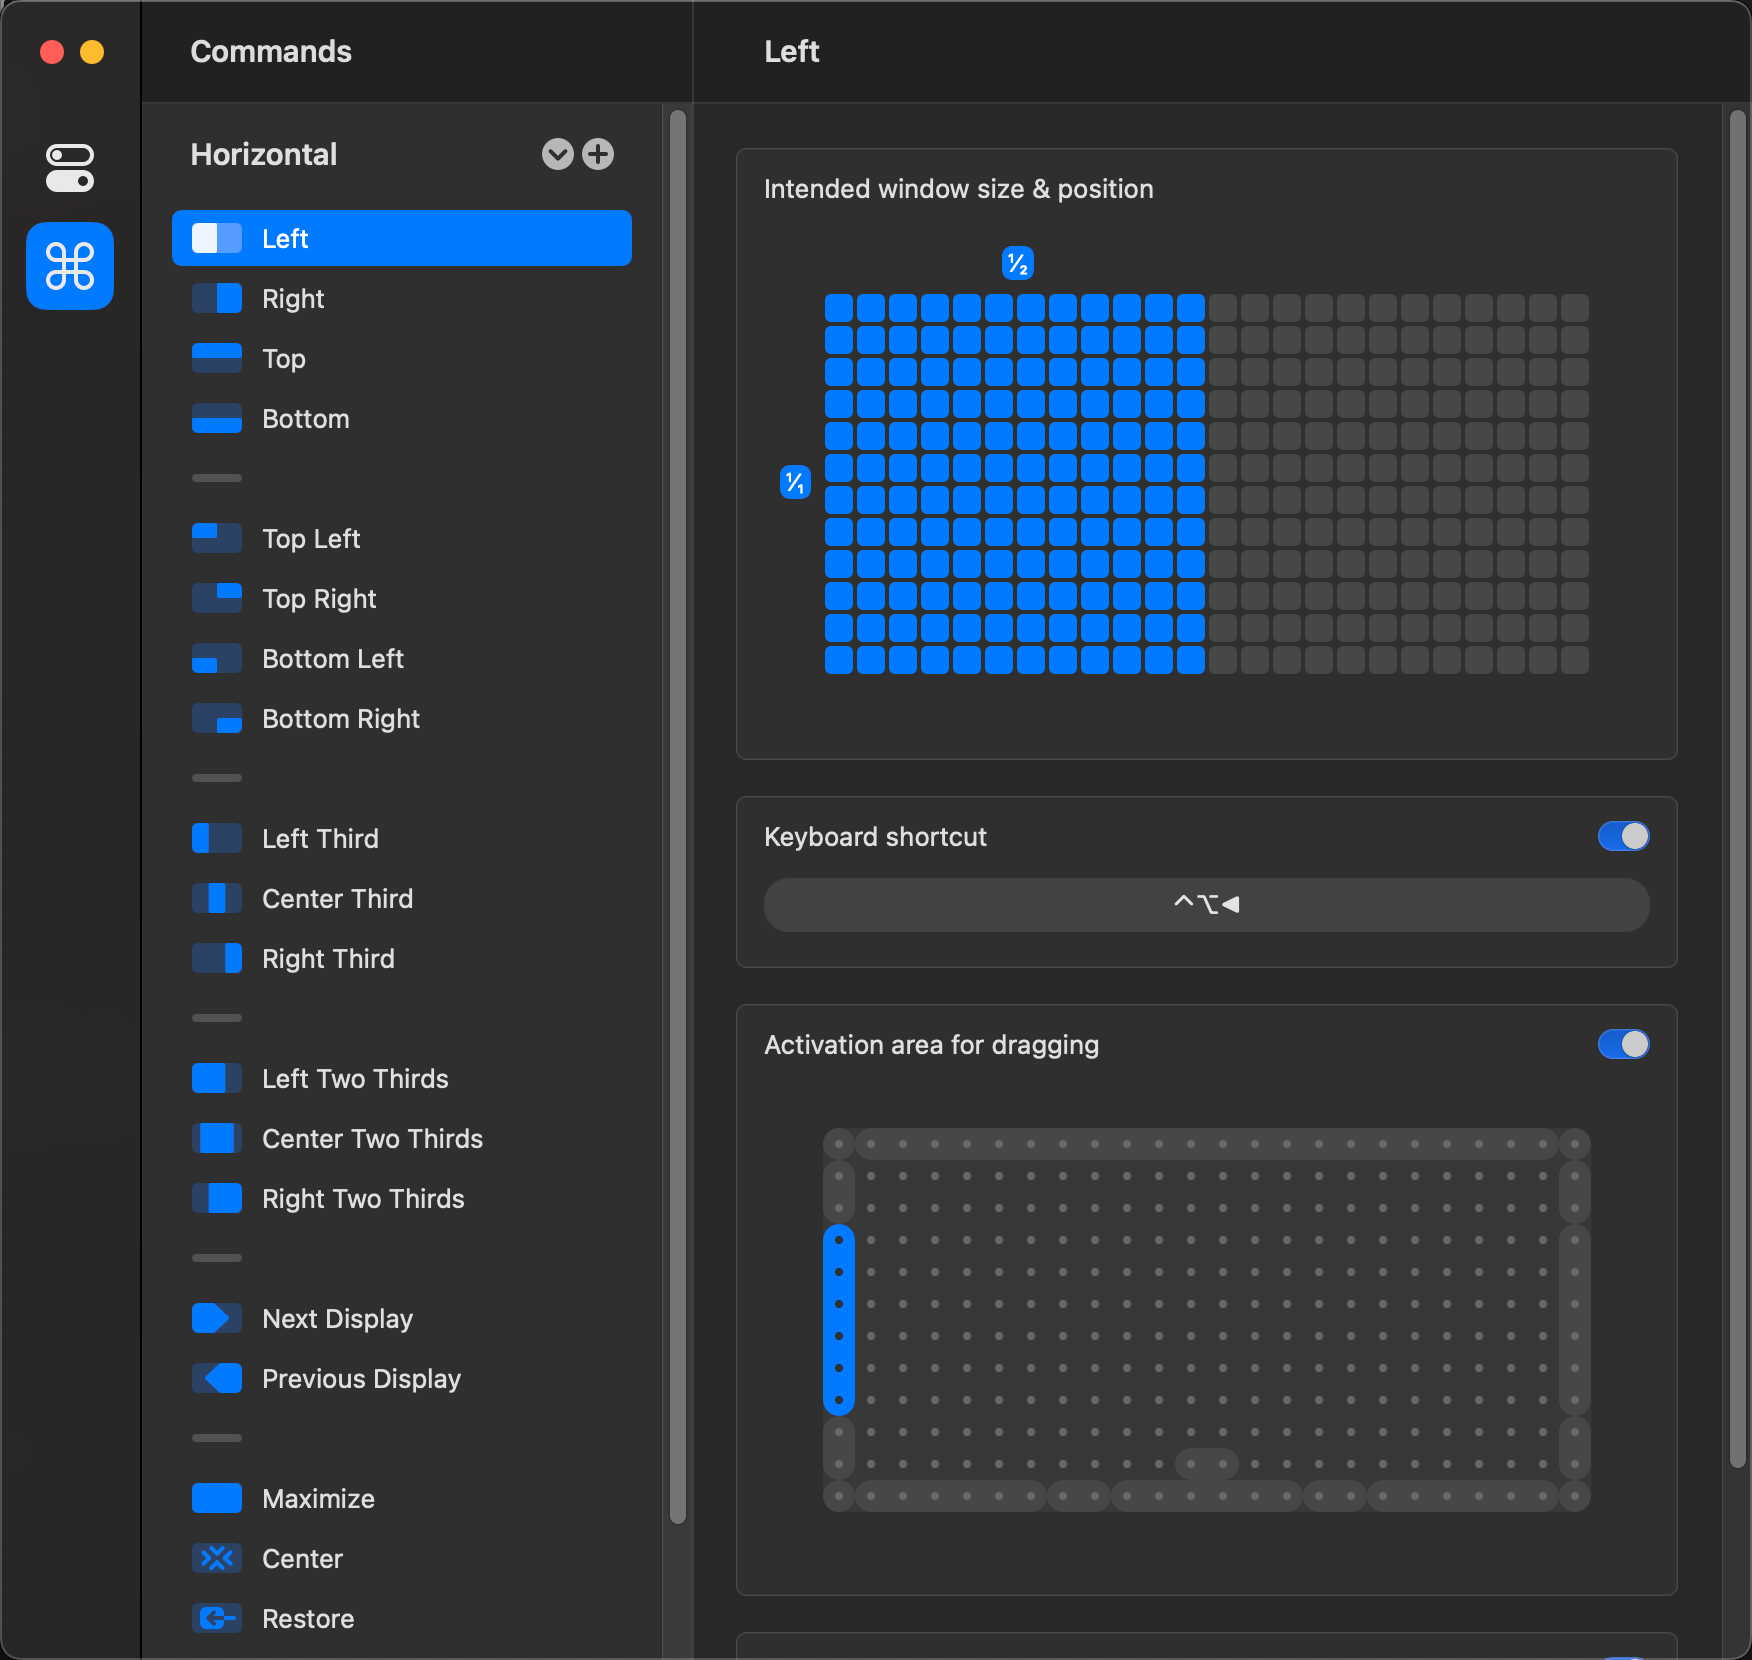 Commands
Left
Horizontal
Left
Right
Top
Bottom
Top Left
Top Right
Bottom Left
Bottom Right
Left Third
Center Third
Right Third
Left Two Thirds
Center Two Thirds
Right Two Thirds
Next Display
Previous Display
Maximize
Center
Restore
Intended window size & position
1/2
1/1
Keyboard shortcut
^⌥◀
Activation area for dragging